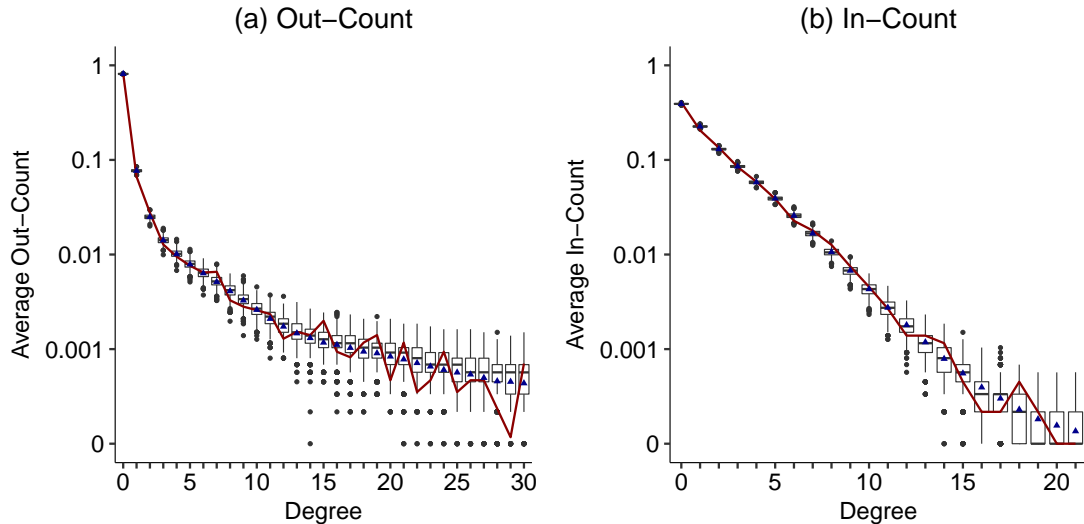 (a) Out−Count
Average Out−Count
1
0.1
0.01
0.001
0
0 5 10 15 20 25 30
Degree
(b) In−Count
Average In−Count
1
0.1
0.01
0.001
0
0 5 10 15 20
Degree